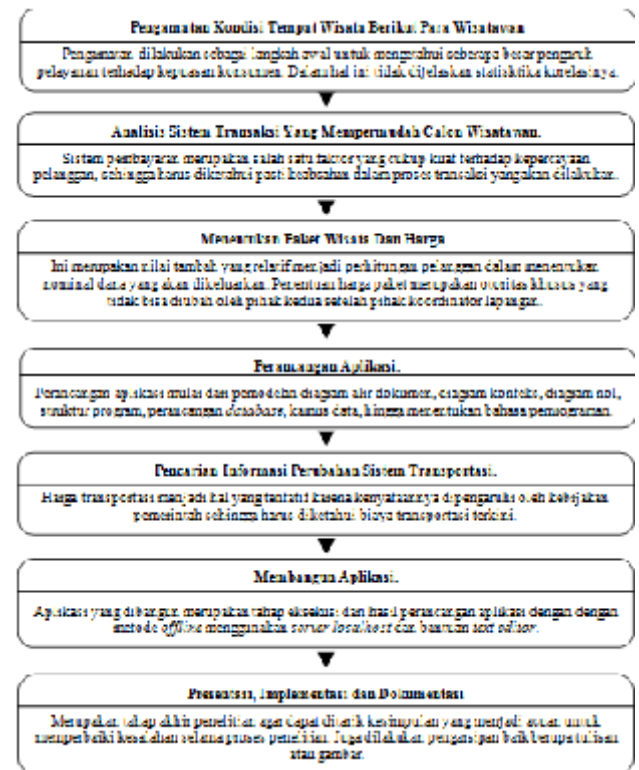 Pengamatan Kondisi Tempat Wisata Berikut Para Wisatawan
Pengamatan dilakukan sebagai langkah awal untuk mengetahui seberapa besar pengaruh
pelayanan terhadap kepuasan konsumen. Dalam hal ini tidak dijelaskan statisktika korelasinya.
Analisis Sistem Transaksi Yang Mempermudah Calon Wisatawan.
Sistem pembayaran merupakan salah satu faktor yang cukup kuat terhadap kepercayaan
pelanggan, sehingga harus diketahui pasti keabsahan dalam proses transaksi yang akan dilakukan.
Menentukan Paket Wisata Dan Harga
Ini merupakan nilai tambah yang relatif menjadi perhitungan pelanggan dalam menentukan
nominal dana yang akan dikeluarkan. Penentuan harga paket merupakan otoritas khusus yang
tidak bisa diubah oleh pihak kedua setelah pihak koordinator lapangan.
Perancangan Aplikasi.
Perancangan aplikasi mulai dari pemodelan diagram alir dokumen, diagram konteks, diagram nol,
struktur program, perancangan database, kamus data, hingga menentukan bahasa pemograman.
Pencarian Informasi Perubahan Sistem Transportasi.
Harga transportasi menjadi hal yang tentatif karena kenyataannya dipengaruhi oleh kebijakan
pemerintah sehingga harus diketahui biaya transportasi terkini.
Membangun Aplikasi.
Aplikasi yang dibangun merupakan tahap eksekusi dari hasil perancangan aplikasi dengan dengan
metode offline menggunakan server localhost dan bantuan text editor.
Presentasi, Implementasi dan Dokumentasi
Merupakan tahap akhir penelitian agar dapat ditarik kesimpulan yang menjadi acuan untuk
memperbaiki kesalahan selama proses penelitian. Juga dilakukan pengarsipan baik berupa tulisan
atau gambar.